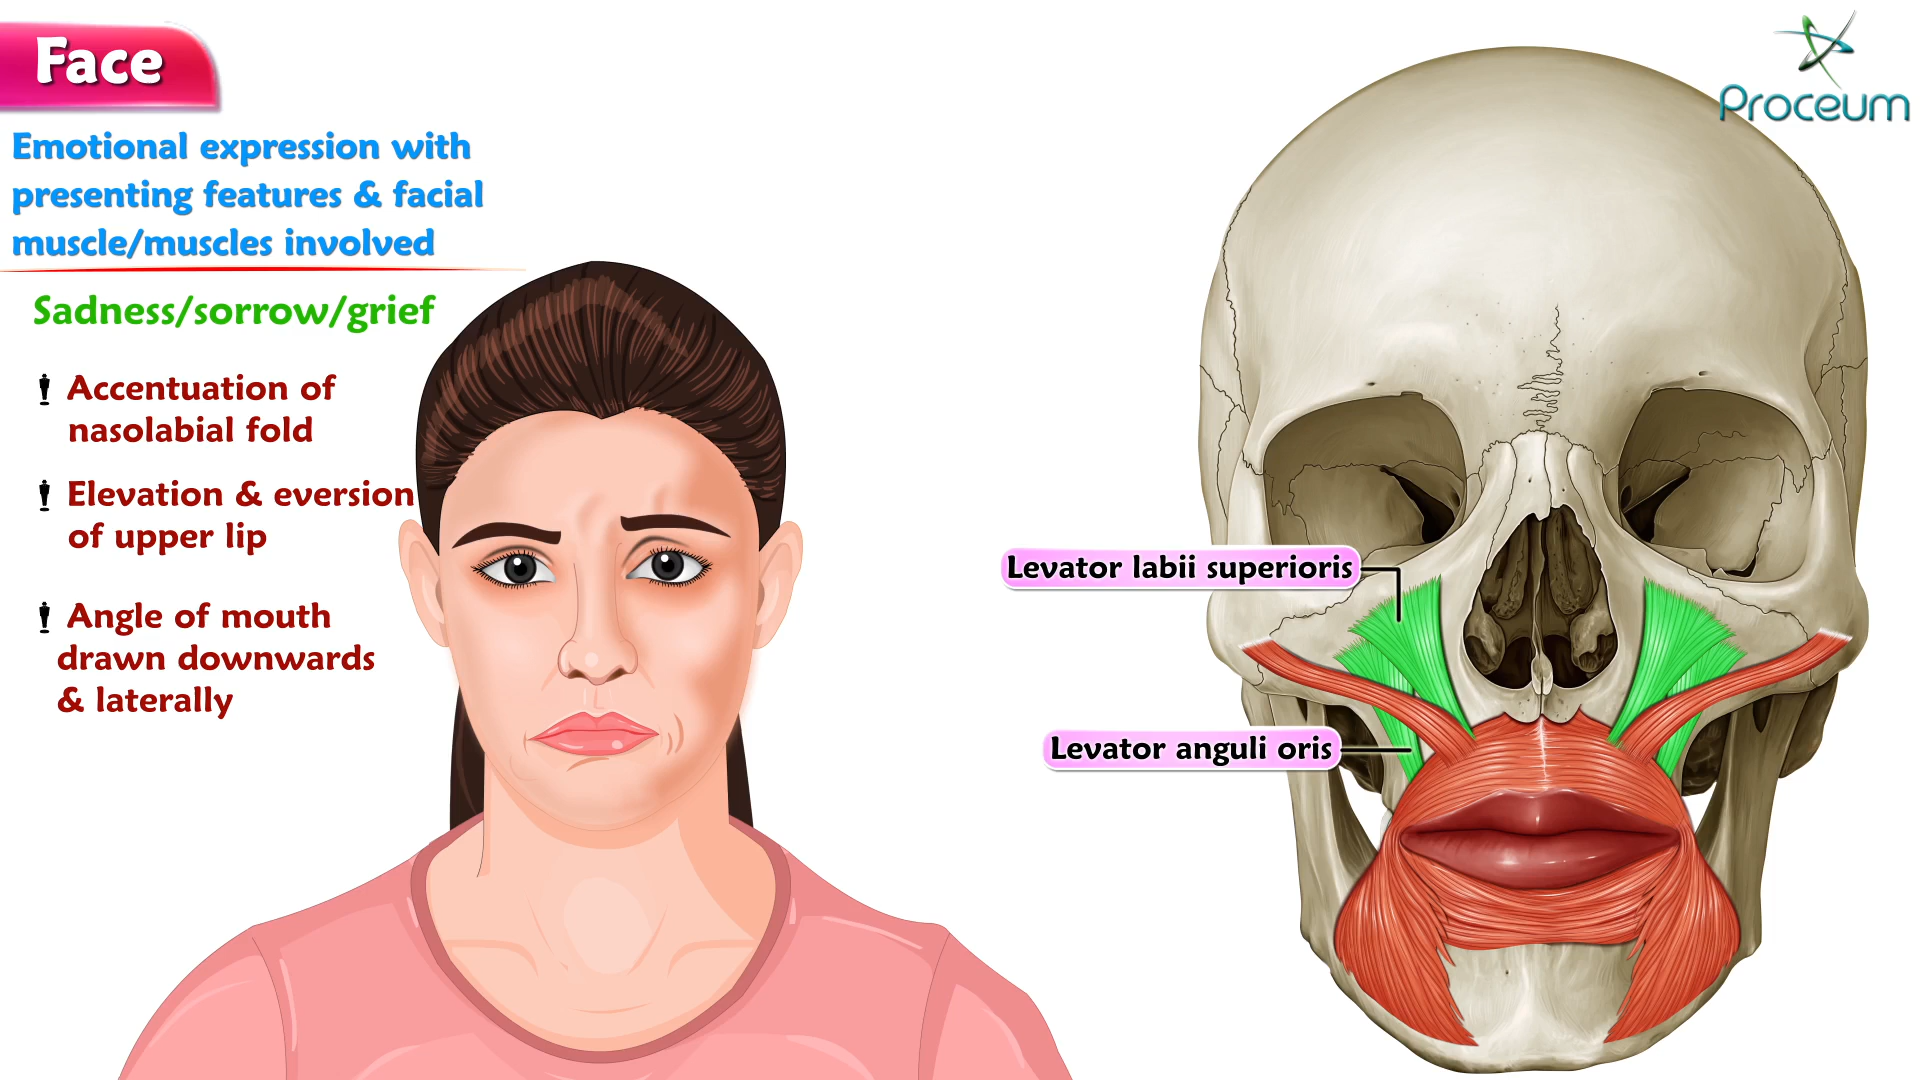 Face
Proceum
Emotional expression with
presenting features & facial
muscle/muscles involved
Sadness/sorrow/grief
Accentuation of
nasolabial fold
Elevation & eversion
of upper lip
Angle of mouth
drawn downwards
& laterally
Levator labii superioris
Levator anguli oris